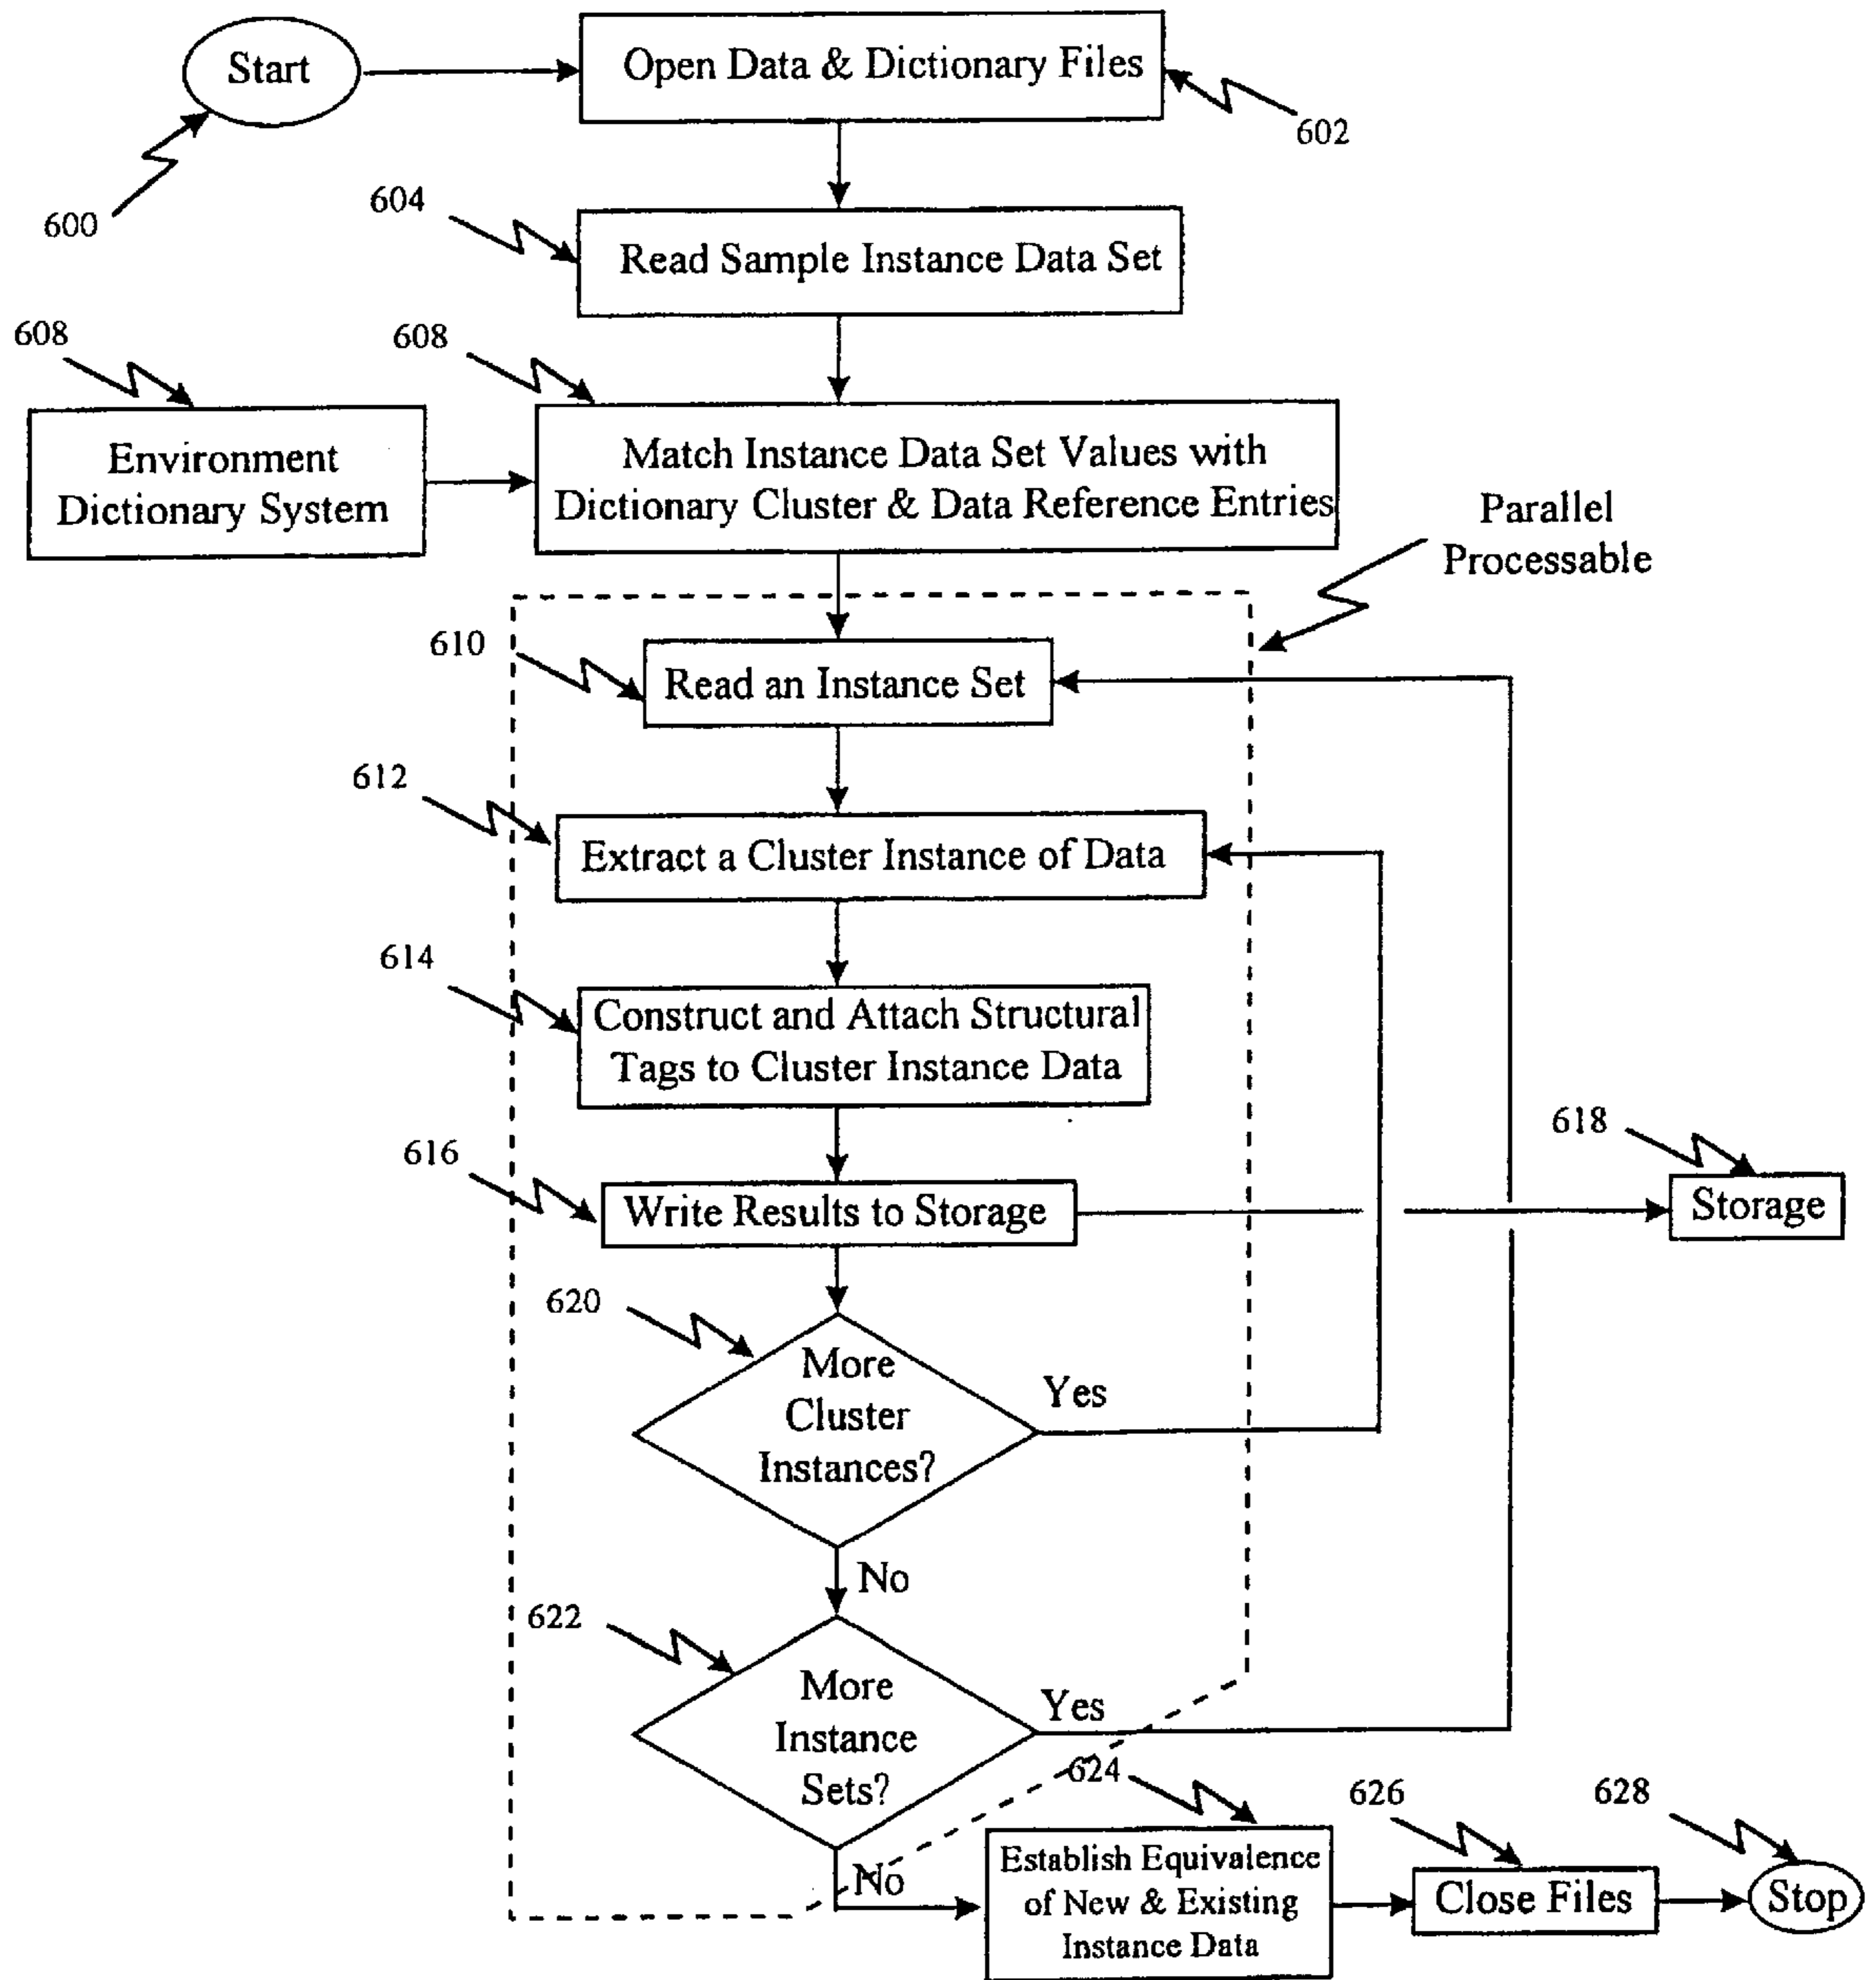 Start
Open Data & Dictionary Files
602
600
604
Read Sample Instance Data Set
608
608
Environment
Dictionary System
Match Instance Data Set Values with
Dictionary Cluster & Data Reference Entries
Parallel
Processable
610
Read an Instance Set
612
Extract a Cluster Instance of Data
614
Construct and Attach Structural
Tags to Cluster Instance Data
616
Write Results to Storage
618
Storage
620
More
Cluster
Instances?
Yes
No
622
More
Instance
Sets?
Yes
No
624
Establish Equivalence
of New & Existing
Instance Data
626
Close Files
628
Stop